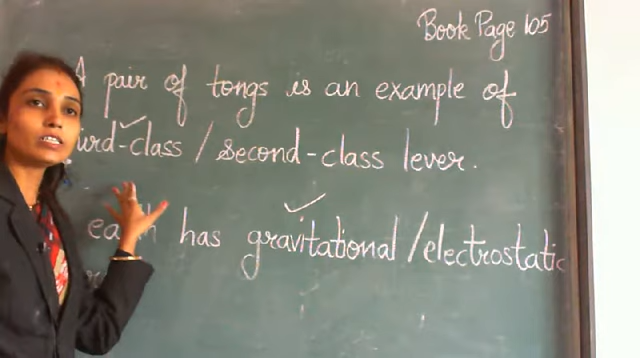 Book Page 105
A pair of tongs is an example of
-class / second-class lever.
has gravitational/electrostatic